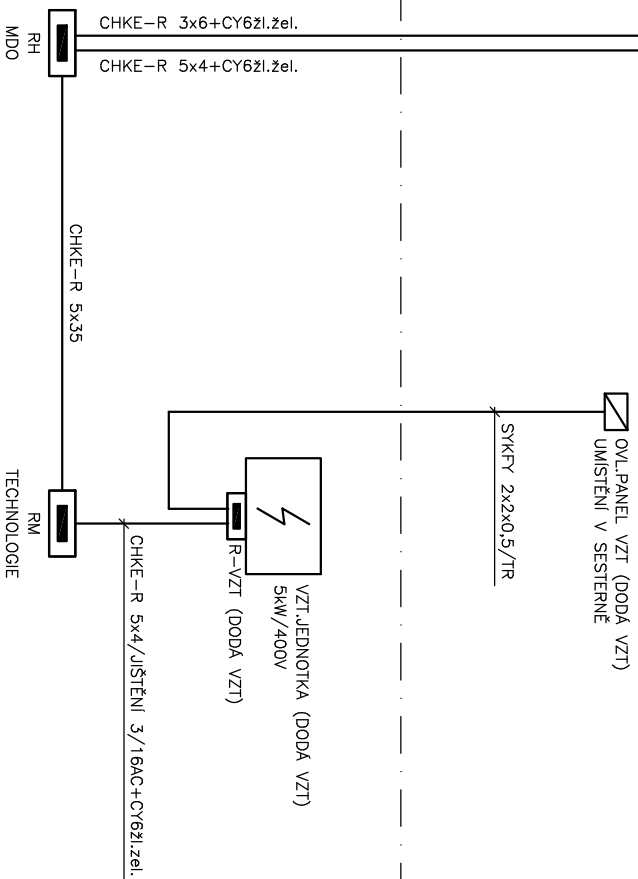 CHKE-R 3x6+CY6žl.žel.
CHKE-R 5x4+CY6žl.žel.
RH
MDO
CHKE-R 5x35
OVL.PANEL VZT (DODÁ VZT)
UMÍSTĚNÍ V SESTERNĚ
SYKFY 2x2x0,5/TR
VZT.JEDNOTKA (DODÁ VZT)
5kW/400V
R-VZT (DODÁ VZT)
RM
TECHNOLOGIE
CHKE-R 5x4/JIŠTĚNÍ 3/16AC+CY6žl.zel.